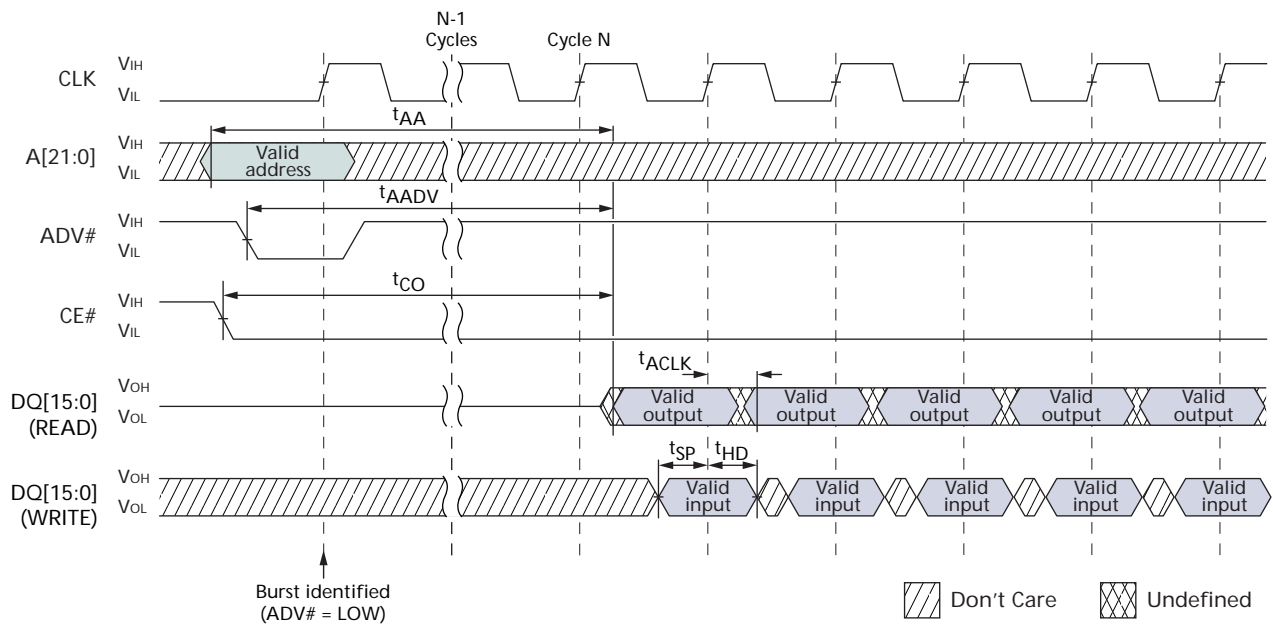 N-1
Cycles
Cycle N
CLK
VIH
VIL
tAA
A[21:0]
VIH
VIL
Valid
address
tAADV
ADV#
VIH
VIL
tCO
CE#
VIH
VIL
tACLK
DQ[15:0]
(READ)
VOH
VOL
Valid
output
Valid
output
Valid
output
Valid
output
Valid
output
tSP
tHD
DQ[15:0]
(WRITE)
VOH
VOL
Valid
input
Valid
input
Valid
input
Valid
input
Valid
input
Burst identified
(ADV# = LOW)
Don't Care
Undefined